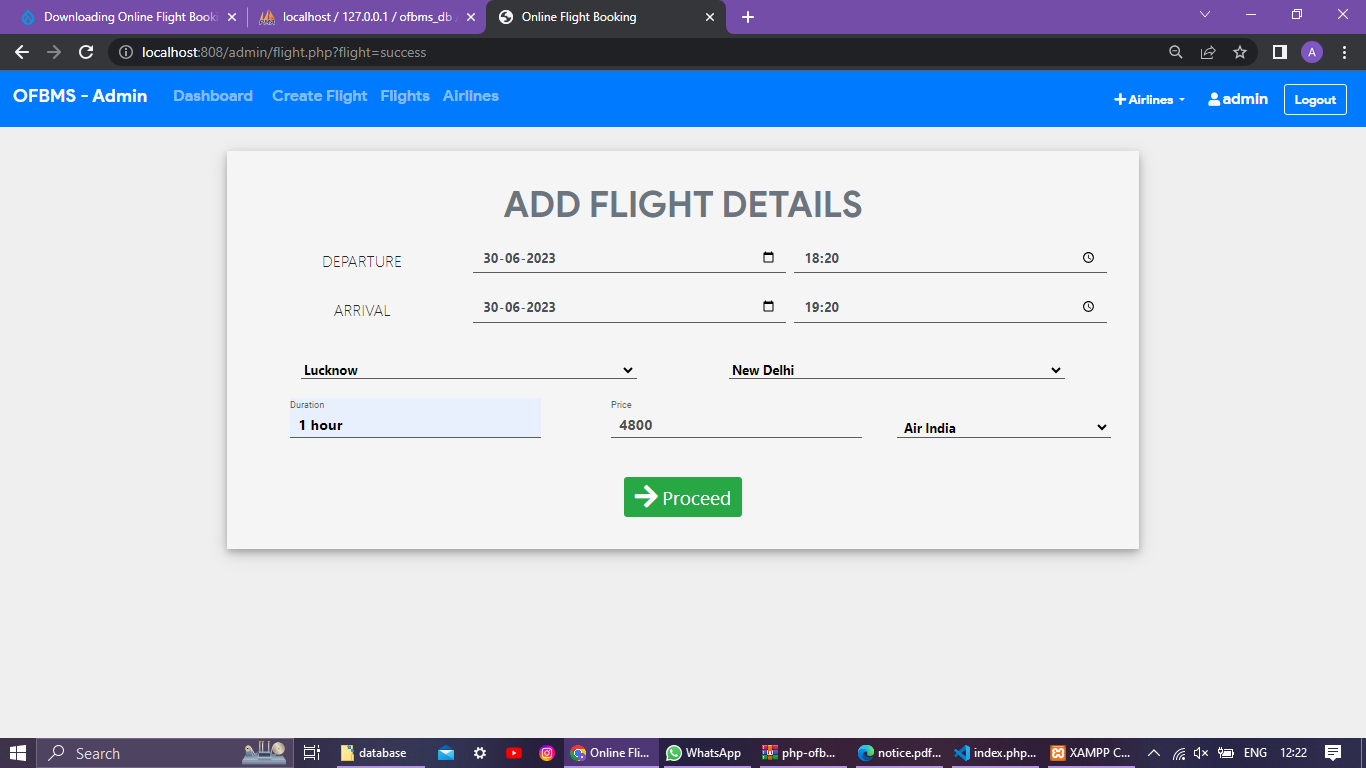 Downloading Online Flight Booki
localhost / 127.0.0.1 / ofbms_db /
Online Flight Booking
localhost:808/admin/flight.php?flight=success
A
OFBMS - Admin Dashboard Create Flight Flights Airlines
Airlines admin Logout
ADD FLIGHT DETAILS
DEPARTURE 30-06-2023 18:20
ARRIVAL 30-06-2023 19:20
Lucknow New Delhi
Duration Price
1 hour 4800 Air India
Proceed
Search database Online Fli... WhatsApp php-ofb... notice.pdf... index.php... XAMPP C... ENG 12:22